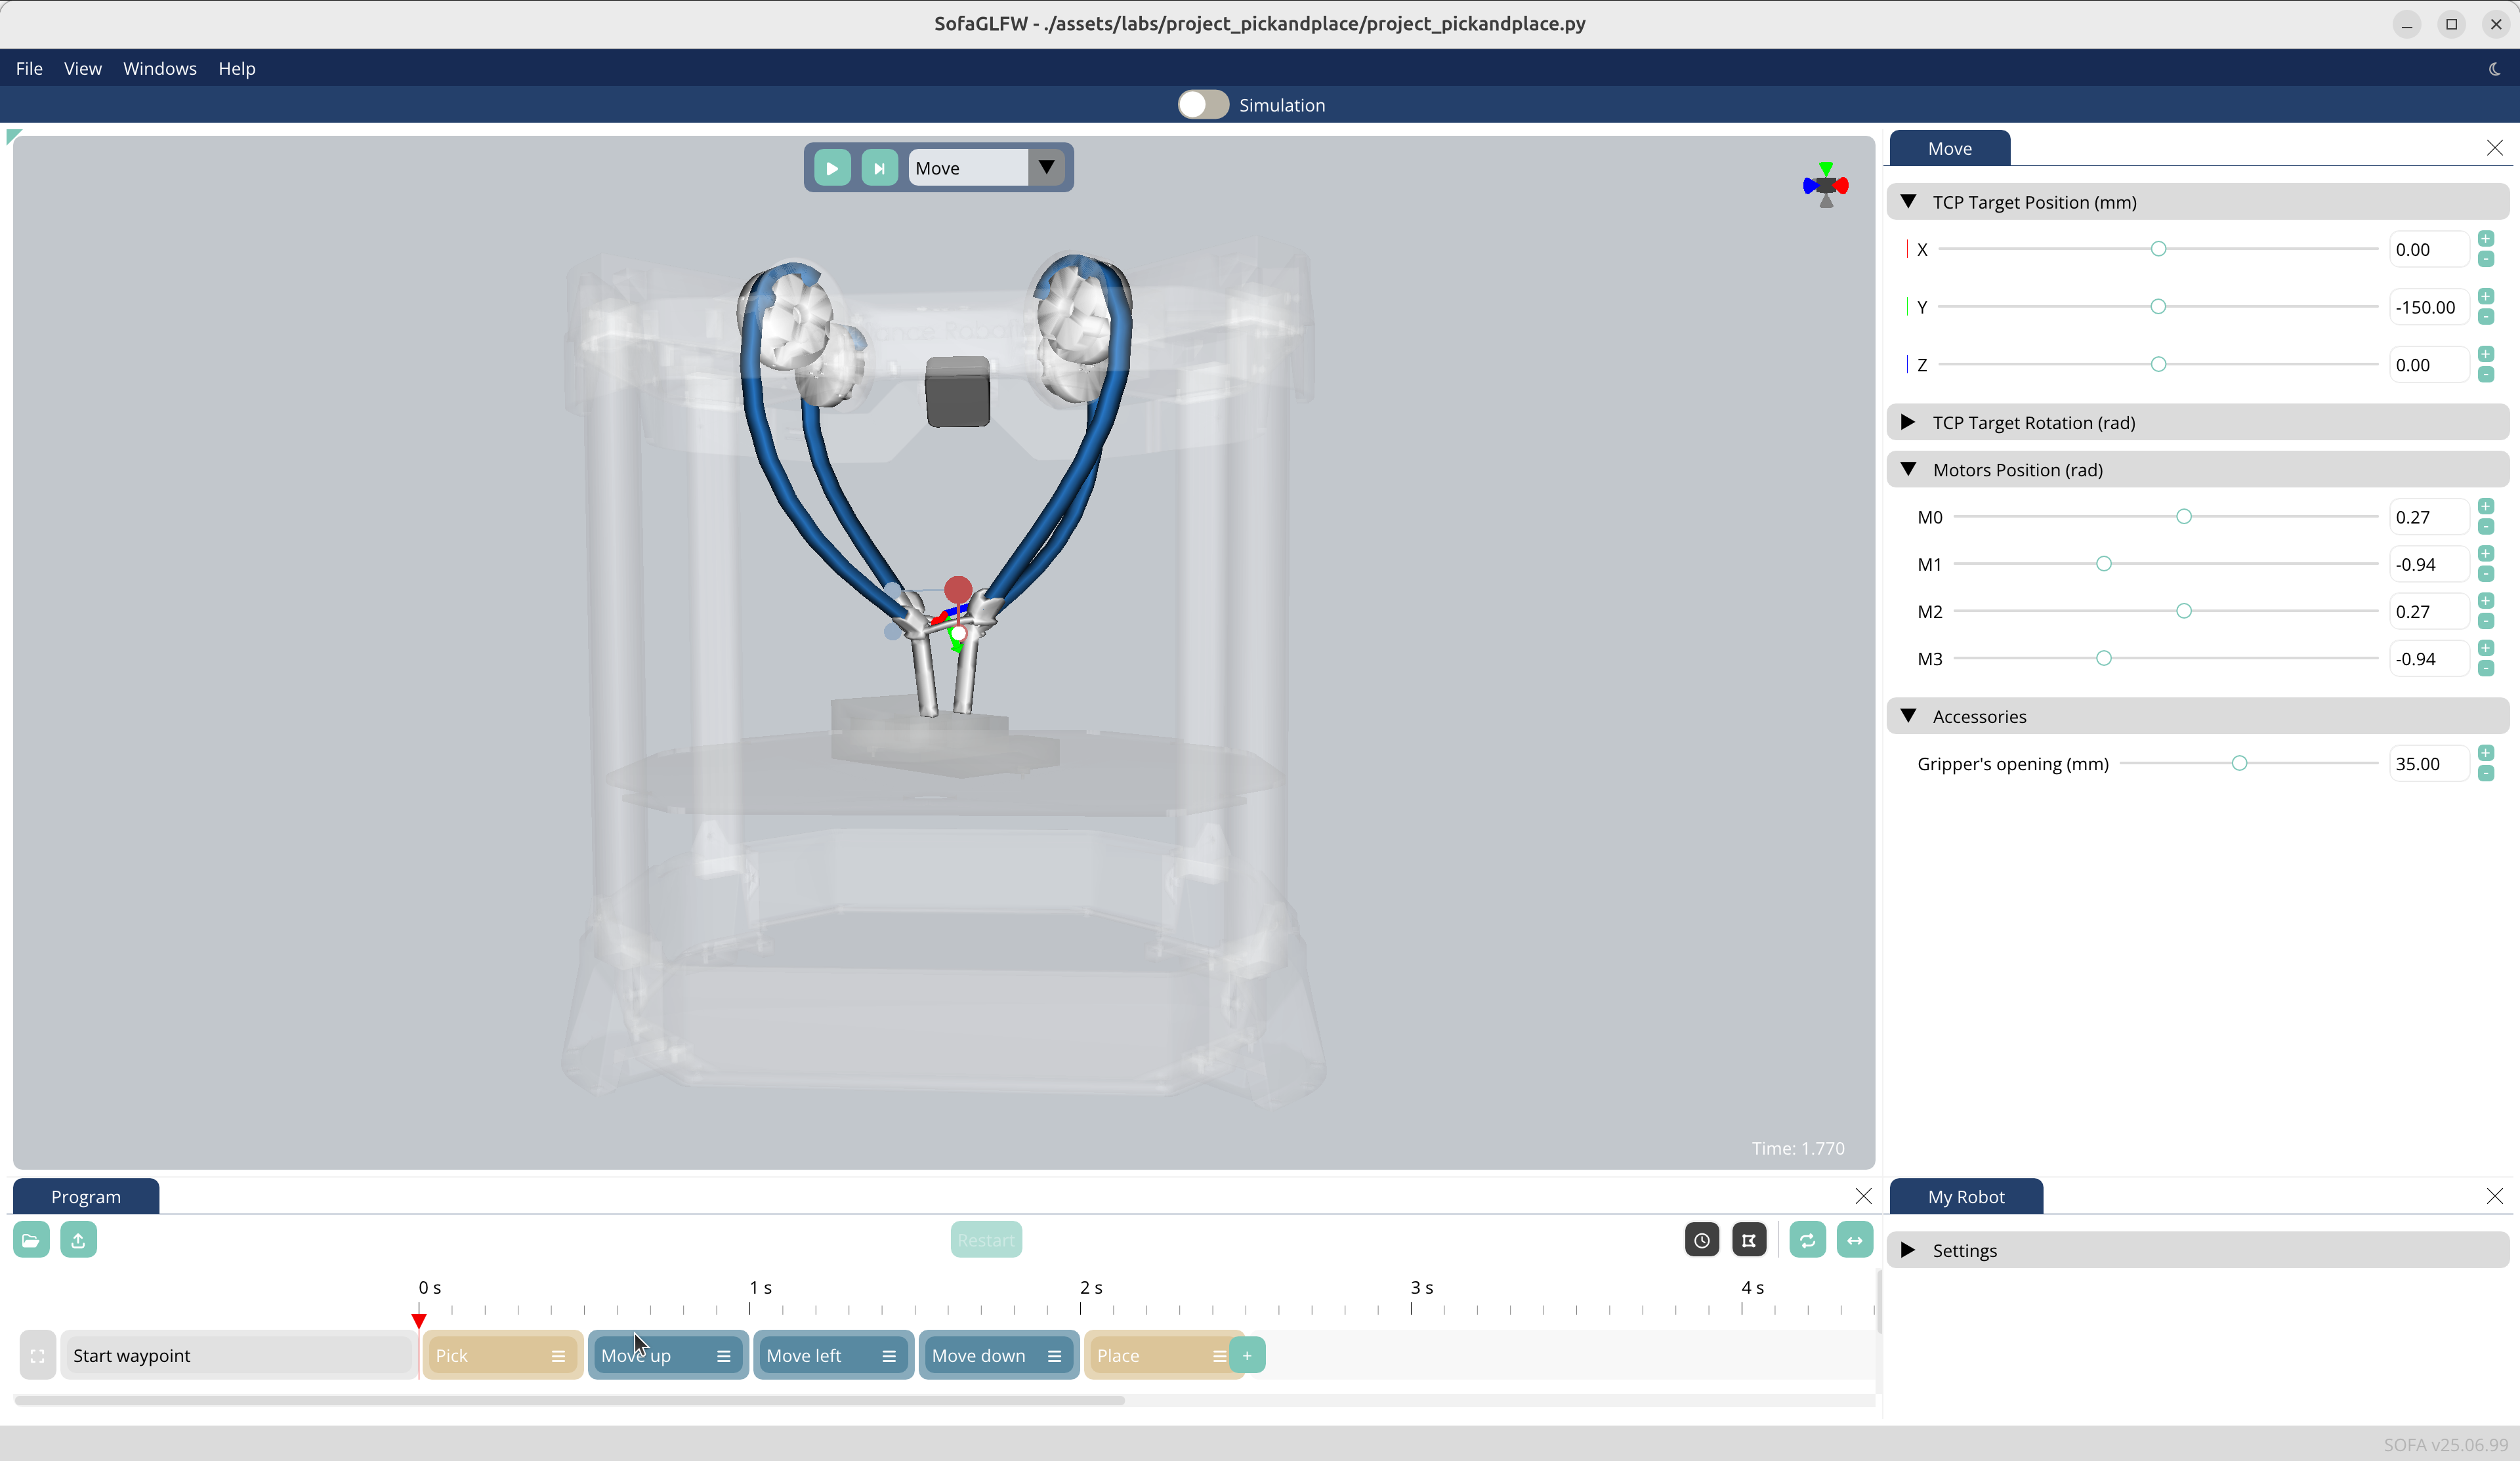 SofaGLFW - ./assets/labs/project_pickandplace/project_pickandplace.py
File View Windows Help
Simulation
Move
Time: 1.770
Move
TCP Target Position (mm)
X 0.00
Y -150.00
Z 0.00
TCP Target Rotation (rad)
Motors Position (rad)
M0 0.27
M1 -0.94
M2 0.27
M3 -0.94
Accessories
Gripper's opening (mm) 35.00
Program
Restart
0 s 1 s 2 s 3 s 4 s
Start waypoint Pick Move up Move left Move down Place
My Robot
Settings
SOFA v25.06.99